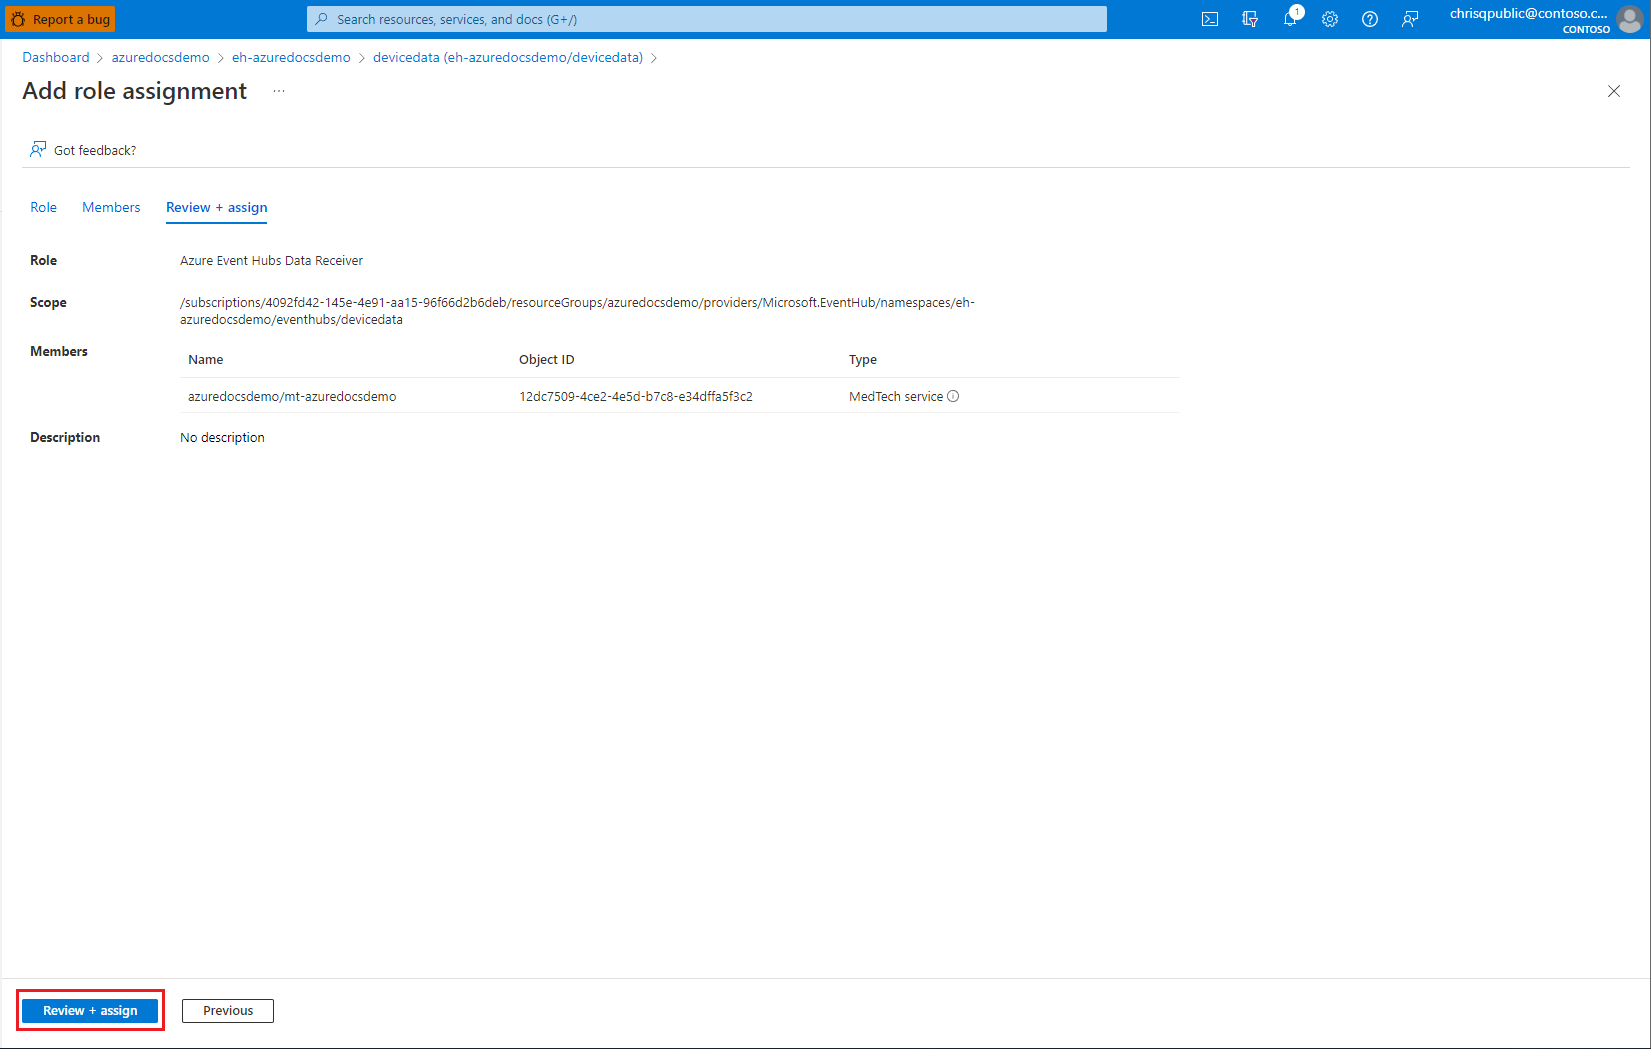 Report a bug
Search resources, services, and docs (G+/)
1
chrisqpublic@contoso.c...
CONTOSO
Dashboard > azuredocsdemo > eh-azuredocsdemo > devicedata (eh-azuredocsdemo/devicedata) >
Add role assignment ...
Got feedback?
Role Members Review + assign
Role Azure Event Hubs Data Receiver
Scope /subscriptions/4092fd42-145e-4e91-aa15-96f66d2b6deb/resourceGroups/azuredocsdemo/providers/Microsoft.EventHub/namespaces/eh-
azuredocsdemo/eventhubs/devicedata
Members
Name Object ID Type
azuredocsdemo/mt-azuredocsdemo 12dc7509-4ce2-4e5d-b7c8-e34dffa5f3c2 MedTech service
Description No description
Review + assign Previous